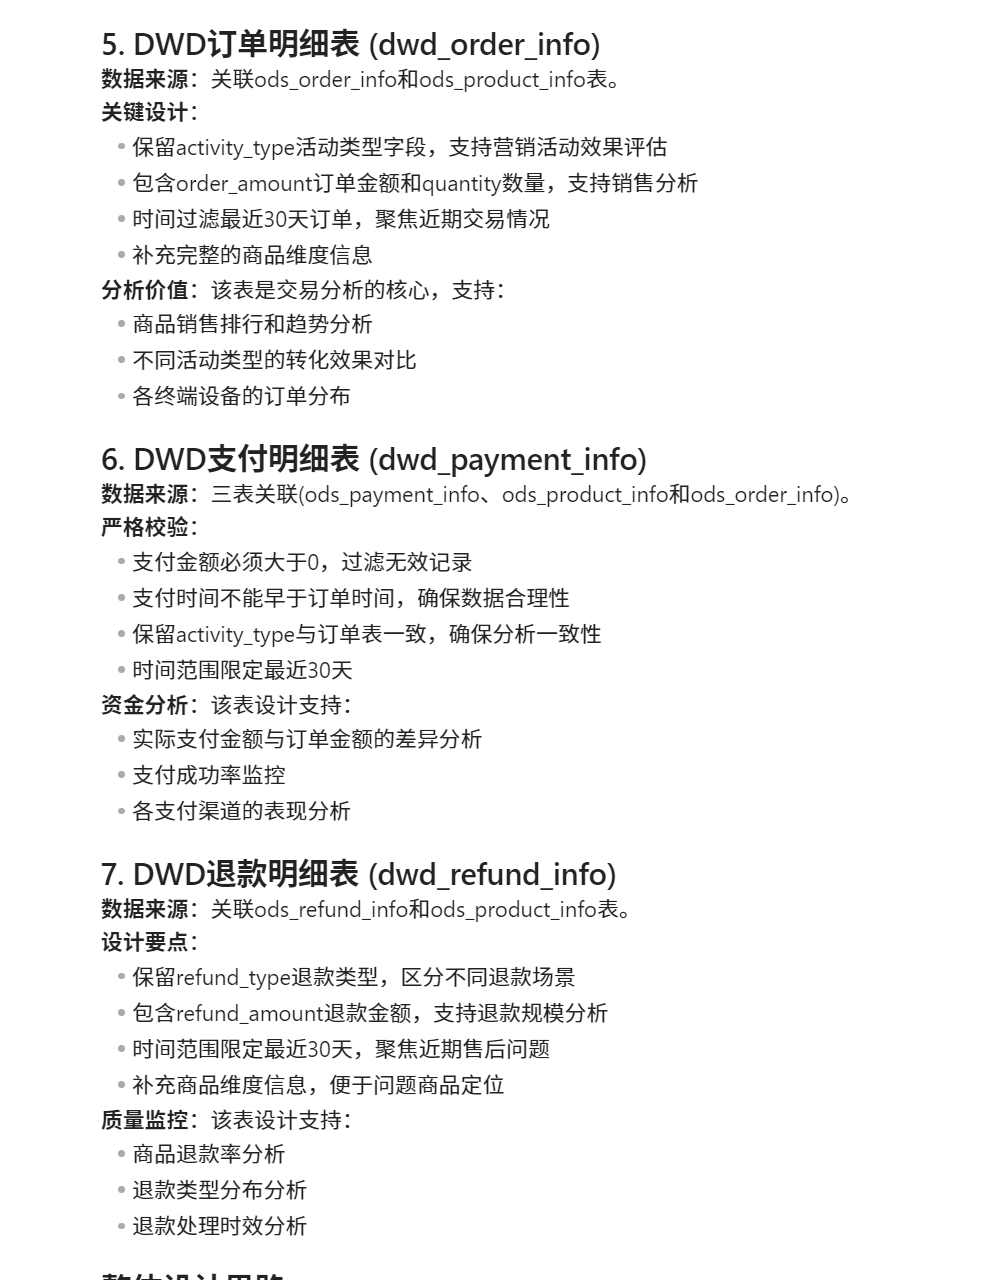 5. DWD订单明细表 (dwd_order_info)
数据来源：关联ods_order_info和ods_product_info表。
关键设计：
保留activity_type活动类型字段，支持营销活动效果评估
包含order_amount订单金额和quantity数量，支持销售分析
时间过滤最近30天订单，聚焦近期交易情况
补充完整的商品维度信息
分析价值：该表是交易分析的核心，支持：
商品销售排行和趋势分析
不同活动类型的转化效果对比
各终端设备的订单分布
6. DWD支付明细表 (dwd_payment_info)
数据来源：三表关联(ods_payment_info、ods_product_info和ods_order_info)。
严格校验：
支付金额必须大于0，过滤无效记录
支付时间不能早于订单时间，确保数据合理性
保留activity_type与订单表一致，确保分析一致性
时间范围限定最近30天
资金分析：该表设计支持：
实际支付金额与订单金额的差异分析
支付成功率监控
各支付渠道的表现分析
7. DWD退款明细表 (dwd_refund_info)
数据来源：关联ods_refund_info和ods_product_info表。
设计要点：
保留refund_type退款类型，区分不同退款场景
包含refund_amount退款金额，支持退款规模分析
时间范围限定最近30天，聚焦近期售后问题
补充商品维度信息，便于问题商品定位
质量监控：该表设计支持：
商品退款率分析
退款类型分布分析
退款处理时效分析